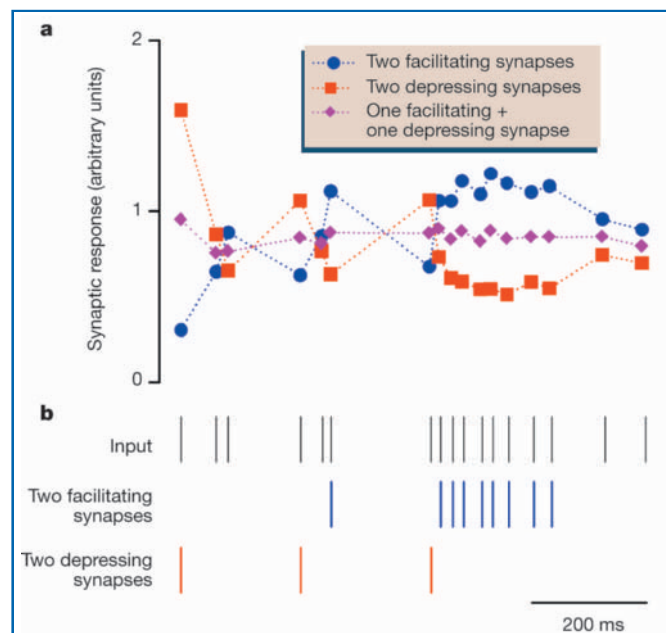 a
2
Two facilitating synapses
Two depressing synapses
One facilitating +
one depressing synapse
1
Synaptic response (arbitrary units)
0
b
Input
Two facilitating
synapses
Two depressing
synapses
200 ms